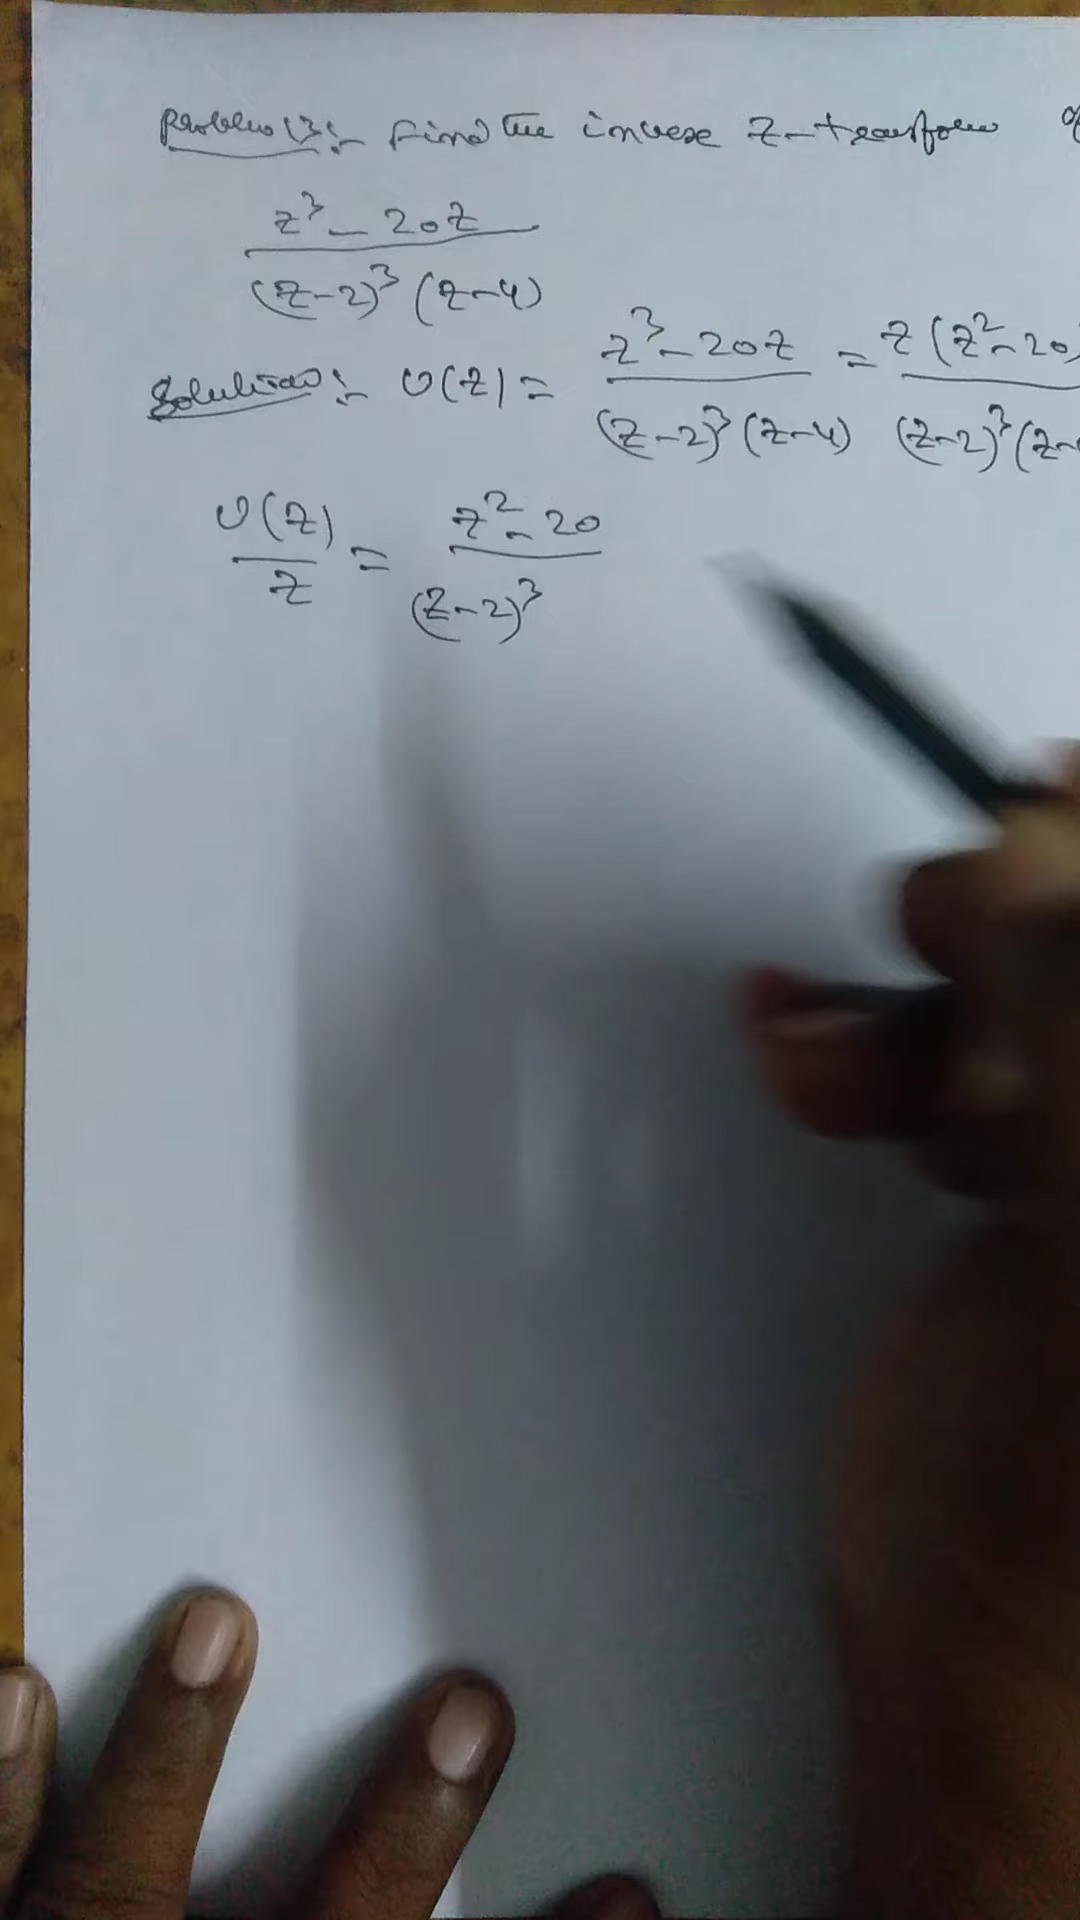 Problem (3):- Find the inverse Z-transform of
z³ - 20z
(z-2)³ (z-4)
Solution:- U(z) = z³ - 20z / (z-2)³ (z-4) = z(z² - 20) / (z-2)³ (z-
U(z) / z = z² - 20 / (z-2)³